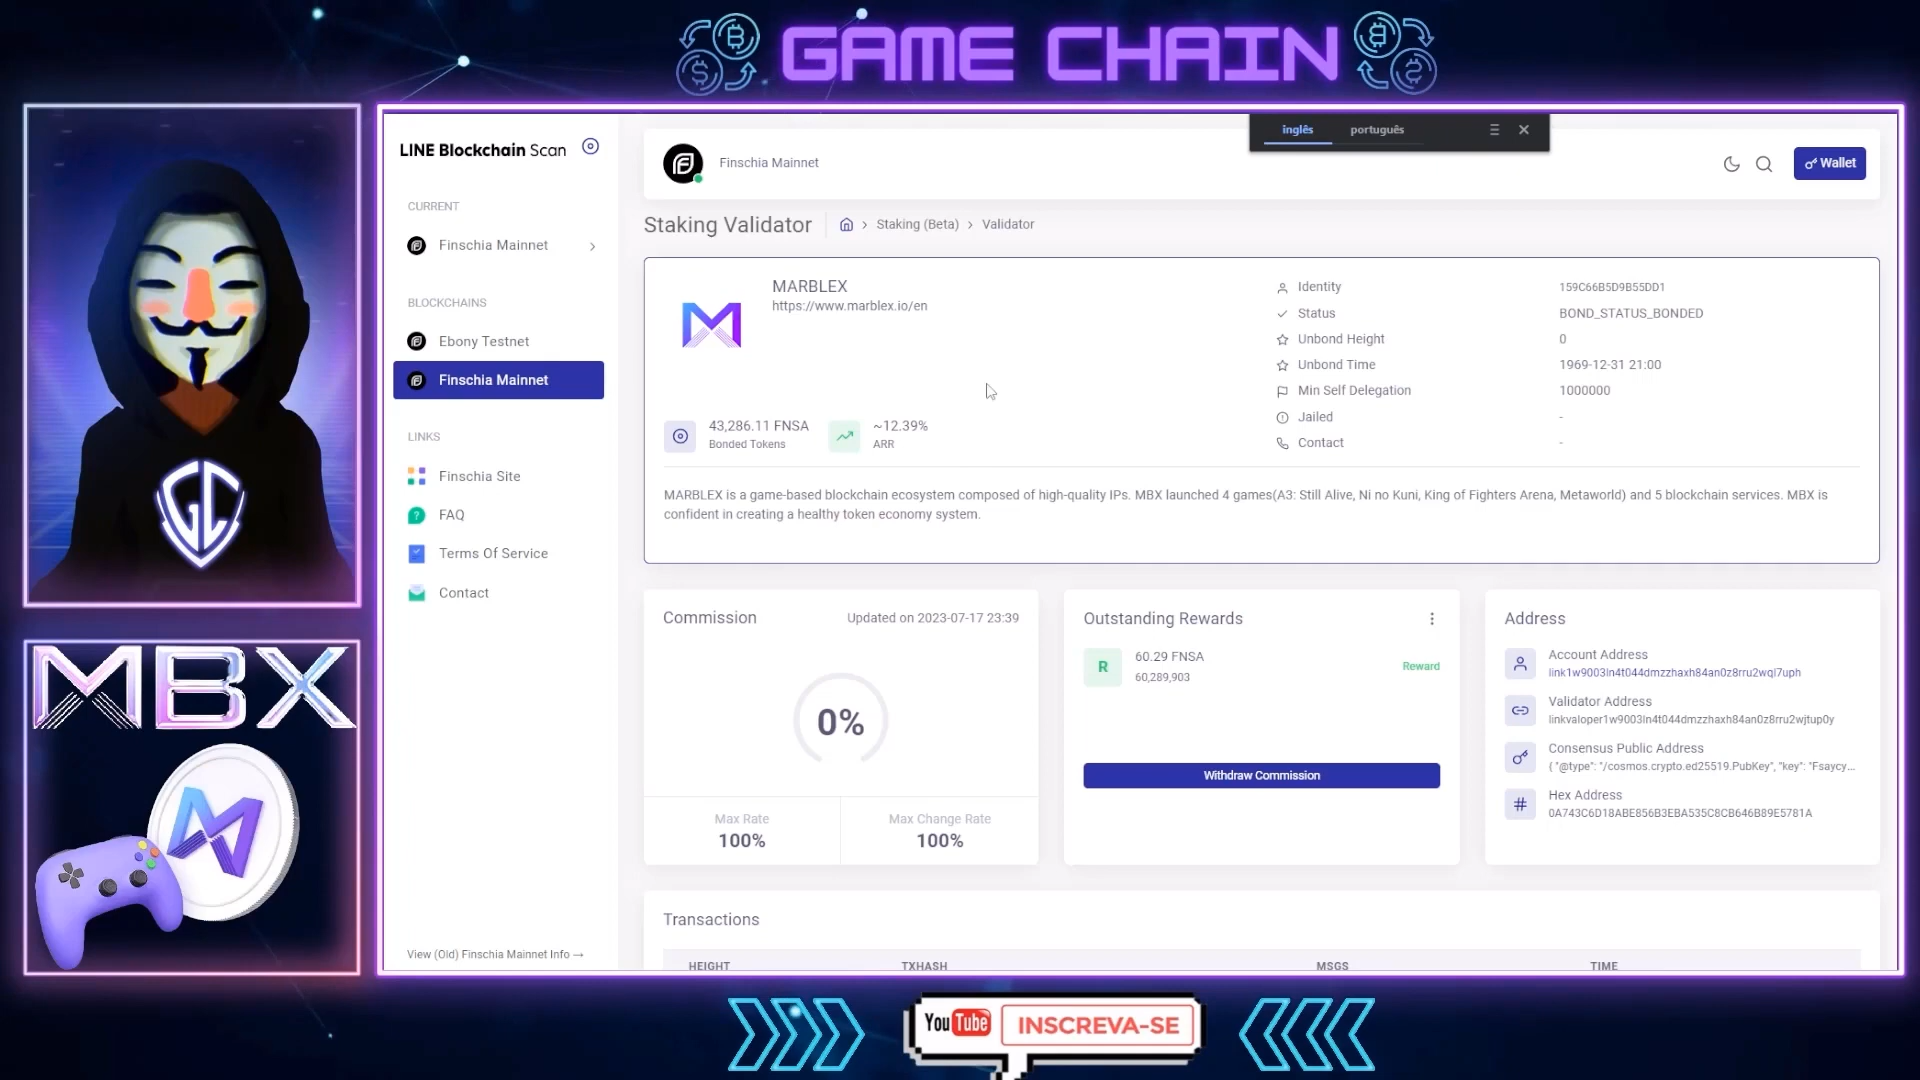 GAME CHAIN
inglês português
LINE Blockchain Scan
Finschia Mainnet
Wallet
CURRENT
Finschia Mainnet
BLOCKCHAINS
Ebony Testnet
Finschia Mainnet
LINKS
Finschia Site
FAQ
Terms Of Service
Contact
View (Old) Finschia Mainnet Info →
Staking Validator
Staking (Beta) > Validator
MARBLEX
https://www.marblex.io/en
43,286.11 FNSA
Bonded Tokens
~12.39%
ARR
Identity 159C66B5D9B55DD1
Status BOND_STATUS_BONDED
Unbond Height 0
Unbond Time 1969-12-31 21:00
Min Self Delegation 1000000
Jailed -
Contact -
MARBLEX is a game-based blockchain ecosystem composed of high-quality IPs. MBX launched 4 games(A3: Still Alive, Ni no Kuni, King of Fighters Arena, Metaworld) and 5 blockchain services. MBX is
confident in creating a healthy token economy system.
Commission Updated on 2023-07-17 23:39
0%
Max Rate
100%
Max Change Rate
100%
Outstanding Rewards
R
60.29 FNSA
60,289,903
Reward
Withdraw Commission
Address
Account Address
link1w9003ln4t044dmzzhaxh84an0z8rru2wqj7uph
Validator Address
linkvaloper1w9003ln4t044dmzzhaxh84an0z8rru2wjtup0y
Consensus Public Address
{ "@type": "/cosmos.crypto.ed25519.PubKey", "key": "Fsaycy...
Hex Address
0A743C6D18ABE856B3EBA535C8CB646B89E5781A
Transactions
HEIGHT TXHASH MSGS TIME
GC
MBX
YouTube INSCREVA-SE